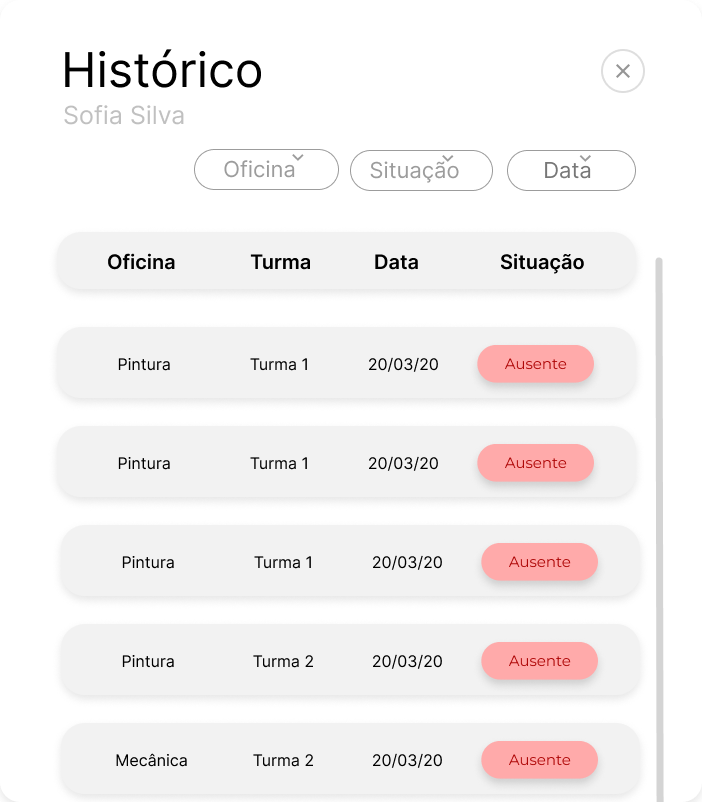 Histórico
Sofia Silva
Oficina Situação Data
Oficina Turma Data Situação
Pintura Turma 1 20/03/20 Ausente
Pintura Turma 1 20/03/20 Ausente
Pintura Turma 1 20/03/20 Ausente
Pintura Turma 2 20/03/20 Ausente
Mecânica Turma 2 20/03/20 Ausente